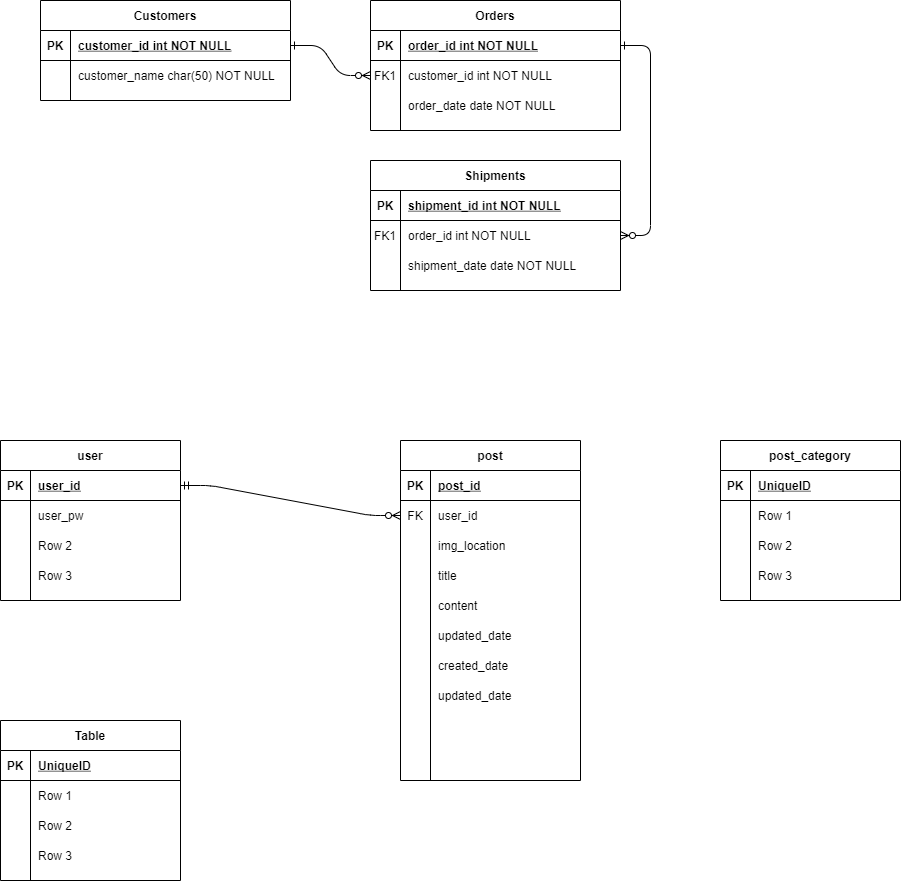 Customers
PK customer_id int NOT NULL
customer_name char(50) NOT NULL
Orders
PK order_id int NOT NULL
FK1 customer_id int NOT NULL
order_date date NOT NULL
Shipments
PK shipment_id int NOT NULL
FK1 order_id int NOT NULL
shipment_date date NOT NULL
user
PK user_id
user_pw
Row 2
Row 3
post
PK post_id
FK user_id
img_location
title
content
updated_date
created_date
updated_date
post_category
PK UniqueID
Row 1
Row 2
Row 3
Table
PK UniqueID
Row 1
Row 2
Row 3